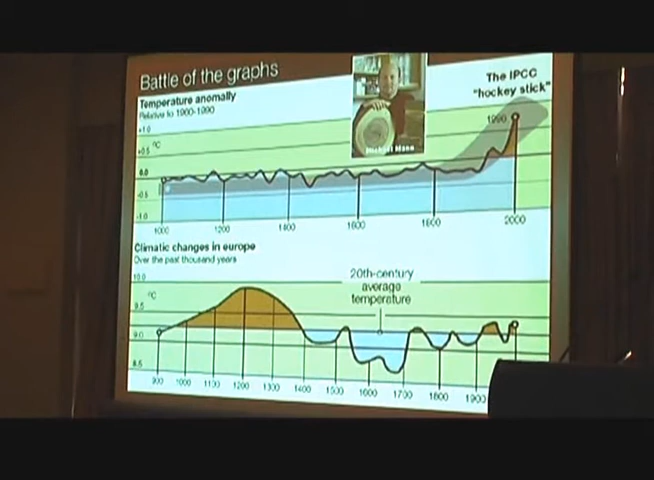 Battle of the graphs
Temperature anomaly
Relative to 1960-1990
The IPCC
"hockey stick"
+1.0
°C
+0.5
0.0
-0.5
-1.0
1998
Michael Mann
1000 1200 1400 1600 1800 2000
Climatic changes in europe
Over the past thousand years
20th-century
average
temperature
10.0
°C
9.5
9.0
8.5
900 1000 1100 1200 1300 1400 1500 1600 1700 1800 1900